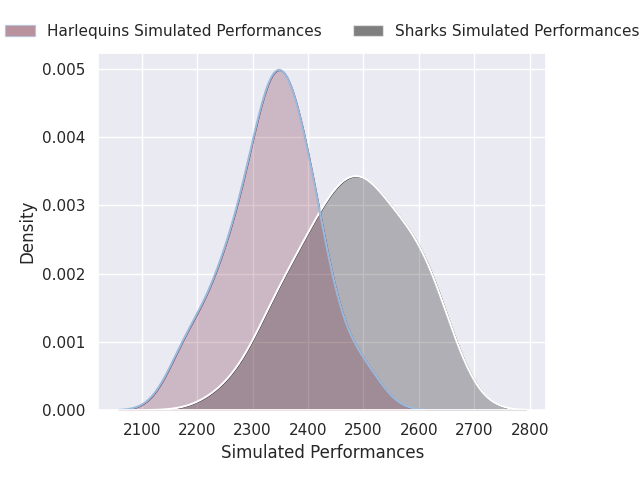 Harlequins Simulated Performances Sharks Simulated Performances
0.005
0.004
0.003
0.002
0.001
0.000
Density
2100 2200 2300 2400 2500 2600 2700 2800
Simulated Performances